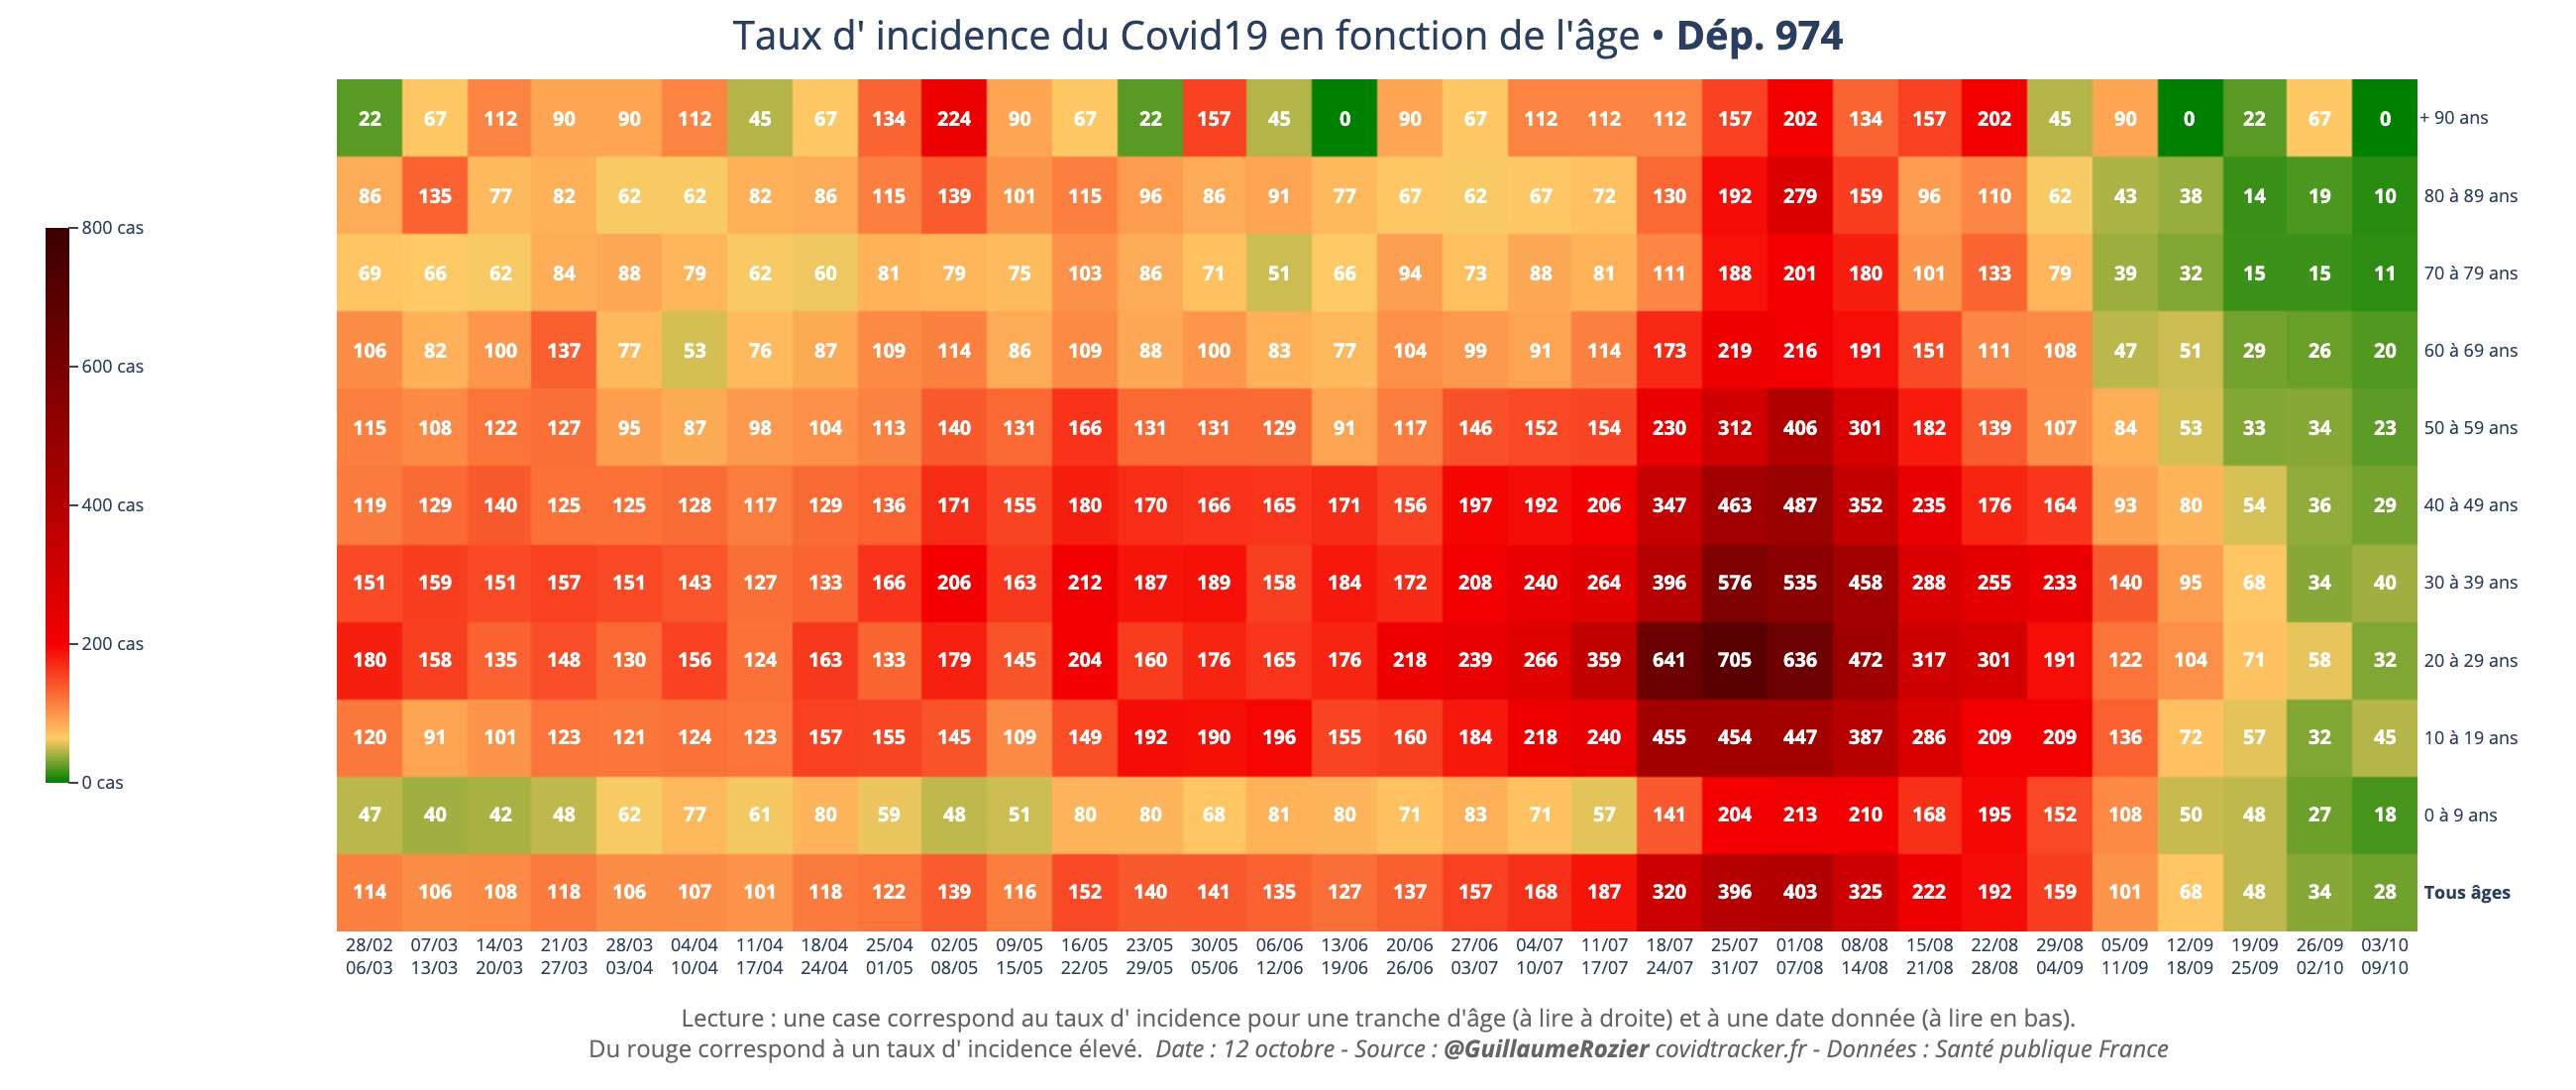 Taux d' incidence du Covid19 en fonction de l'âge • Dép. 974
22 67 112 90 90 112 45 67 134 224 90 67 22 157 45 0 90 67 112 112 112 157 202 134 157 202 45 90 0 22 67 0 + 90 ans
86 135 77 82 62 62 82 86 115 139 101 115 96 86 91 77 67 62 67 72 130 192 279 159 96 110 62 43 38 14 19 10 80 à 89 ans
800 cas
69 66 62 84 88 79 62 60 81 79 75 103 86 71 51 66 94 73 88 81 111 188 201 180 101 133 79 39 32 15 15 11 70 à 79 ans
106 82 100 137 77 53 76 87 109 114 86 109 88 100 83 77 104 99 91 114 173 219 216 191 151 111 108 47 51 29 26 20 60 à 69 ans
600 cas
115 108 122 127 95 87 98 104 113 140 131 166 131 131 129 91 117 146 152 154 230 312 406 301 182 139 107 84 53 33 34 23 50 à 59 ans
400 cas
119 129 140 125 125 128 117 129 136 171 155 180 170 166 165 171 156 197 192 206 347 463 487 352 235 176 164 93 80 54 36 29 40 à 49 ans
151 159 151 157 151 143 127 133 166 206 163 212 187 189 158 184 172 208 240 264 396 576 535 458 288 255 233 140 95 68 34 40 30 à 39 ans
200 cas
180 158 135 148 130 156 124 163 133 179 145 204 160 176 165 176 218 239 266 359 641 705 636 472 317 301 191 122 104 71 58 32 20 à 29 ans
120 91 101 123 121 124 123 157 155 145 109 149 192 190 196 155 160 184 218 240 455 454 447 387 286 209 209 136 72 57 32 45 10 à 19 ans
0 cas
47 40 42 48 62 77 61 80 59 48 51 80 80 68 81 80 71 83 71 57 141 204 213 210 168 195 152 108 50 48 27 18 0 à 9 ans
114 106 108 118 106 107 101 118 122 139 116 152 140 141 135 127 137 157 168 187 320 396 403 325 222 192 159 101 68 48 34 28 Tous âges
28/02 07/03 14/03 21/03 28/03 04/04 11/04 18/04 25/04 02/05 09/05 16/05 23/05 30/05 06/06 13/06 20/06 27/06 04/07 11/07 18/07 25/07 01/08 08/08 15/08 22/08 29/08 05/09 12/09 19/09 26/09 03/10
06/03 13/03 20/03 27/03 03/04 10/04 17/04 24/04 01/05 08/05 15/05 22/05 29/05 05/06 12/06 19/06 26/06 03/07 10/07 17/07 24/07 31/07 07/08 14/08 21/08 28/08 04/09 11/09 18/09 25/09 02/10 09/10
Lecture : une case correspond au taux d' incidence pour une tranche d'âge (à lire à droite) et à une date donnée (à lire en bas).
Du rouge correspond à un taux d' incidence élevé. Date : 12 octobre - Source : @GuillaumeRozier covidtracker.fr - Données : Santé publique France